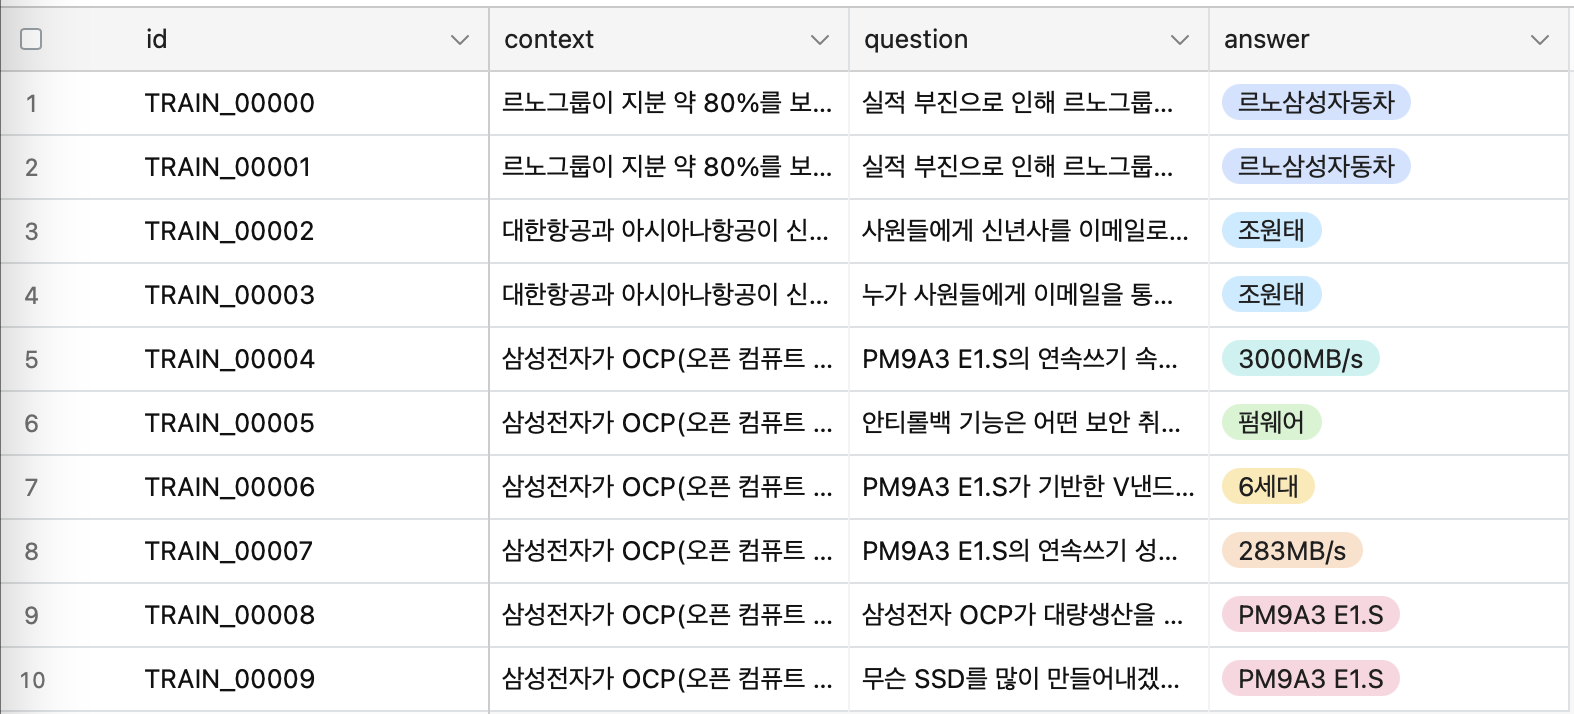 id context question answer
1 TRAIN_00000 르노그룹이 지분 약 80%를 보... 실적 부진으로 인해 르노그룹... 르노삼성자동차
2 TRAIN_00001 르노그룹이 지분 약 80%를 보... 실적 부진으로 인해 르노그룹... 르노삼성자동차
3 TRAIN_00002 대한항공과 아시아나항공이 신... 사원들에게 신년사를 이메일로... 조원태
4 TRAIN_00003 대한항공과 아시아나항공이 신... 누가 사원들에게 이메일을 통... 조원태
5 TRAIN_00004 삼성전자가 OCP(오픈 컴퓨트 ... PM9A3 E1.S의 연속쓰기 속... 3000MB/s
6 TRAIN_00005 삼성전자가 OCP(오픈 컴퓨트 ... 안티롤백 기능은 어떤 보안 취... 펌웨어
7 TRAIN_00006 삼성전자가 OCP(오픈 컴퓨트 ... PM9A3 E1.S가 기반한 V낸드... 6세대
8 TRAIN_00007 삼성전자가 OCP(오픈 컴퓨트 ... PM9A3 E1.S의 연속쓰기 성... 283MB/s
9 TRAIN_00008 삼성전자가 OCP(오픈 컴퓨트 ... 삼성전자 OCP가 대량생산을 ... PM9A3 E1.S
10 TRAIN_00009 삼성전자가 OCP(오픈 컴퓨트 ... 무슨 SSD를 많이 만들어내겠... PM9A3 E1.S